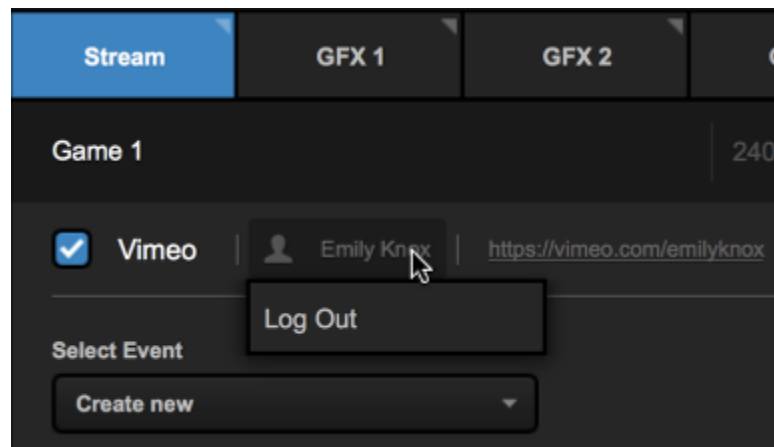 Stream GFX 1 GFX 2
Game 1 240
Vimeo Emily Knox https://vimeo.com/emilyknox
Log Out
Select Event
Create new